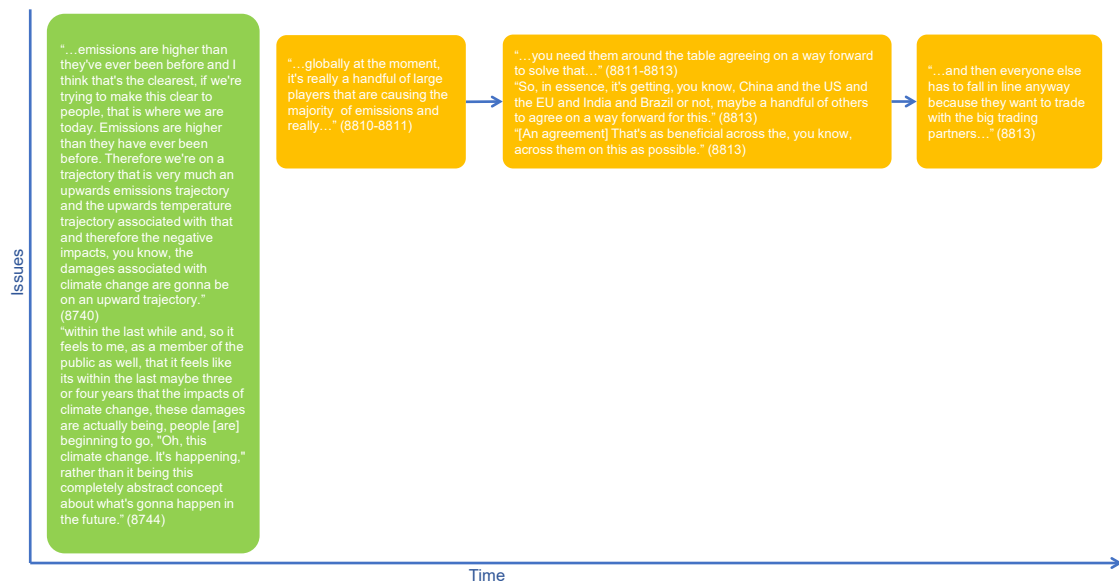 “…emissions are higher than
they've ever been before and I
think that's the clearest, if we're
trying to make this clear to
people, that is where we are
today. Emissions are higher
than they have ever been
before. Therefore we're on a
trajectory that is very much an
upwards emissions trajectory
and the upwards temperature
trajectory associated with that
and therefore the negative
impacts, you know, the
damages associated with
climate change are gonna be
on an upward trajectory.”
(8740)
“within the last while and, so it
feels to me, as a member of the
public as well, that it feels like
its within the last maybe three
or four years that the impacts of
climate change, these damages
are actually being, people [are]
beginning to go, "Oh, this
climate change. It's happening,"
rather than it being this
completely abstract concept
about what's gonna happen in
the future.” (8744)
“…globally at the moment,
it's really a handful of large
players that are causing the
majority of emissions and
really…” (8810-8811)
“…you need them around the table agreeing on a way forward
to solve that…” (8811-8813)
“So, in essence, it's getting, you know, China and the US and
the EU and India and Brazil or not, maybe a handful of others
to agree on a way forward for this.” (8813)
“[An agreement] That's as beneficial across the, you know,
across them on this as possible.” (8813)
“…and then everyone else
has to fall in line anyway
because they want to trade
with the big trading
partners…” (8813)
Issues
Time